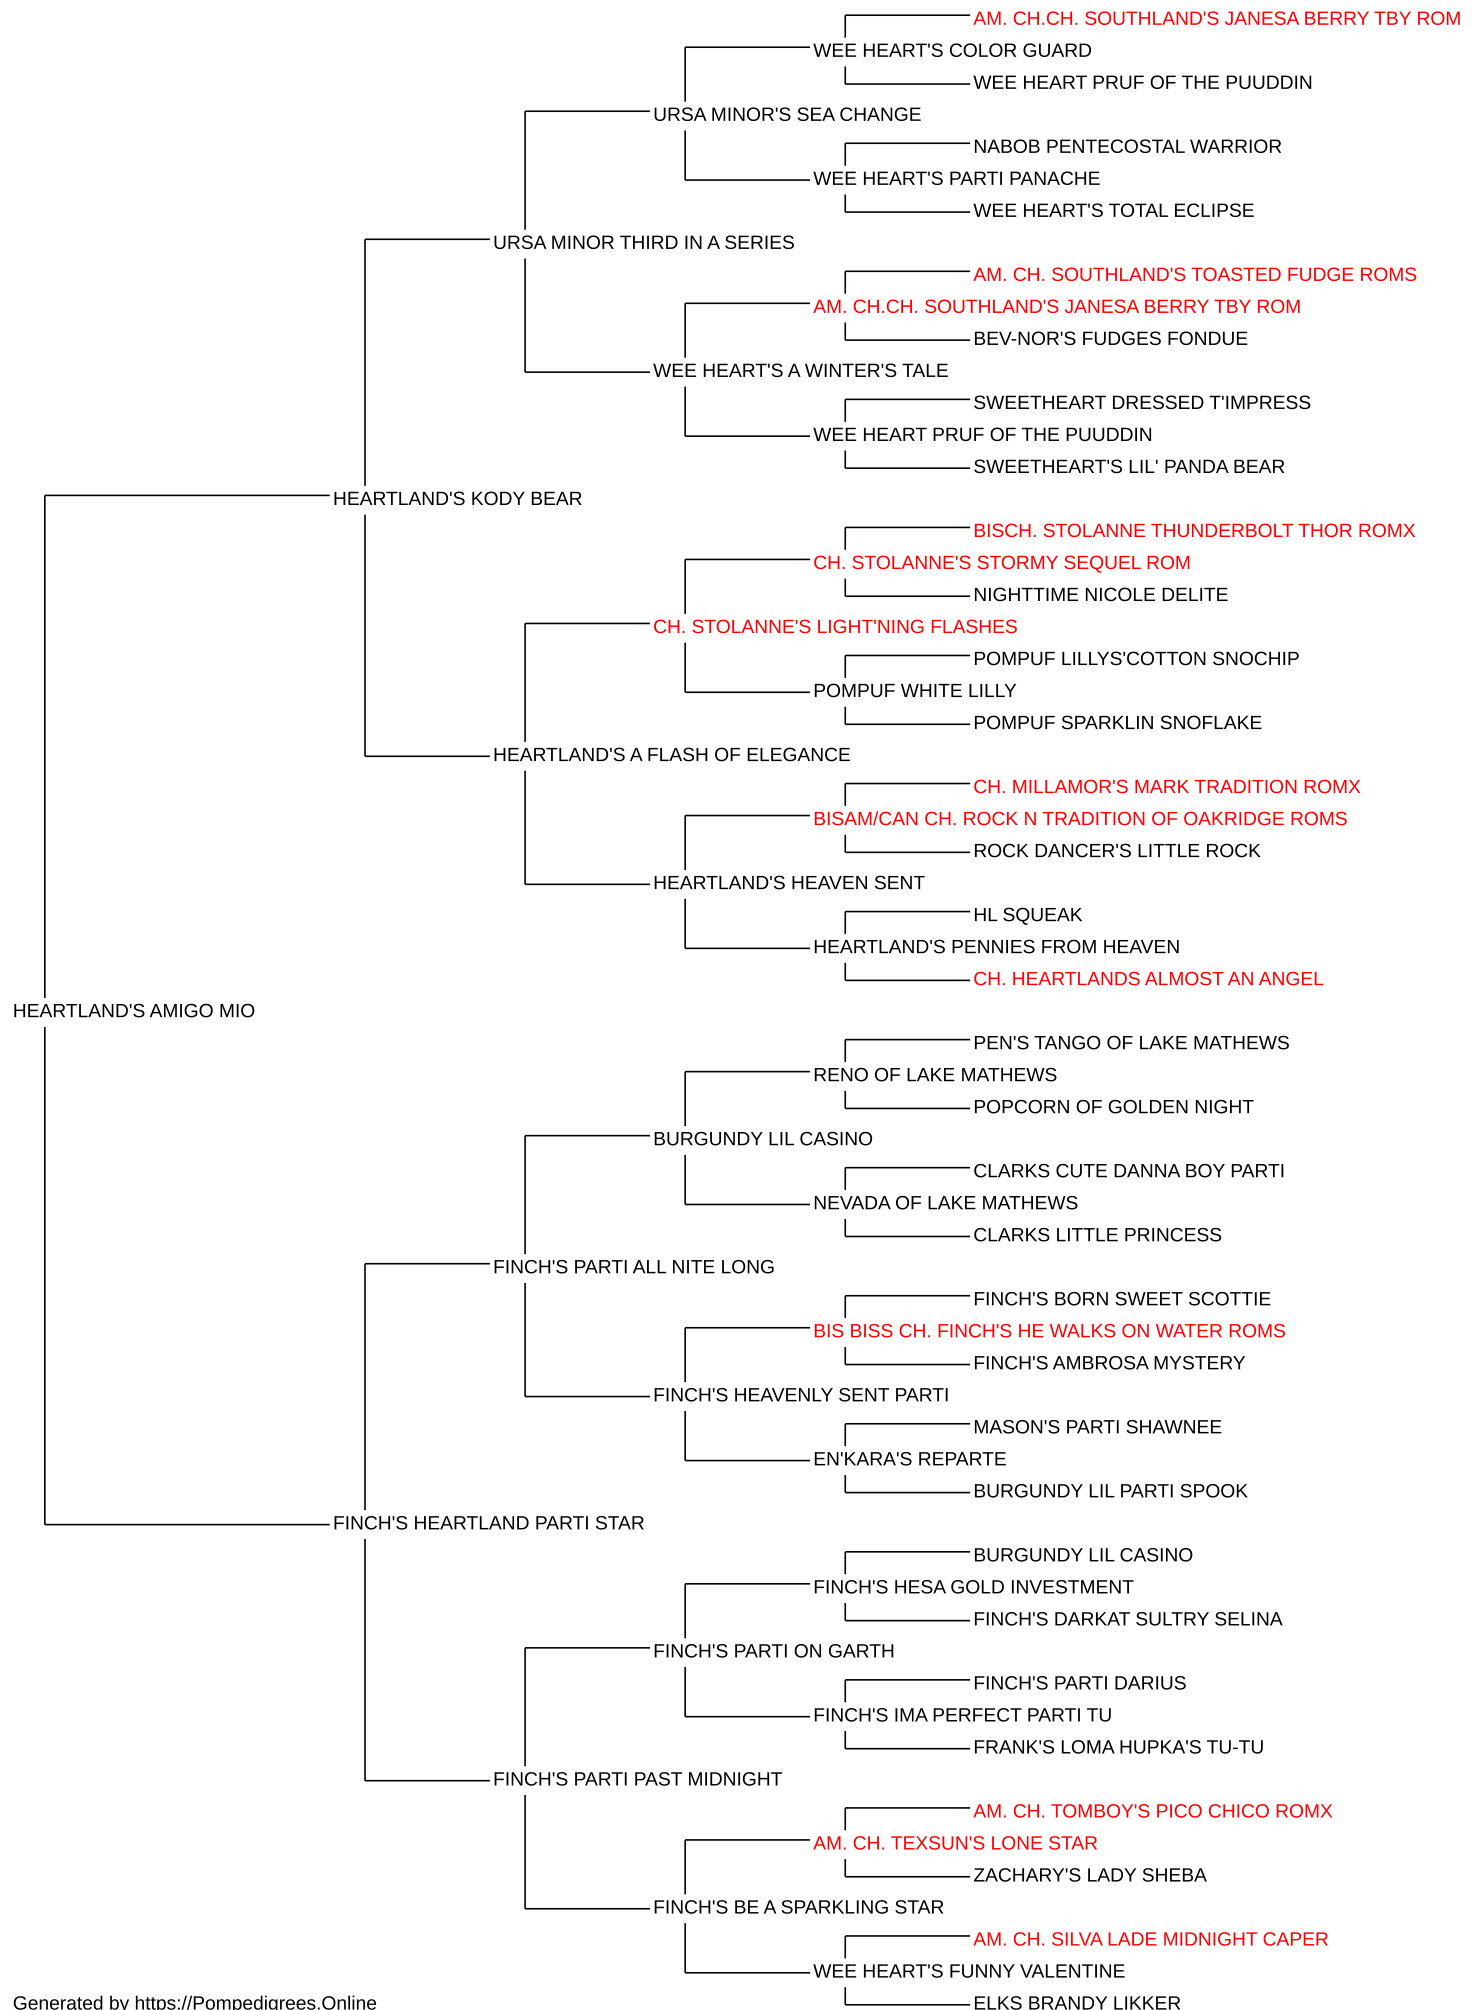 AM. CH.CH. SOUTHLAND'S JANESA BERRY TBY ROM
WEE HEART'S COLOR GUARD
WEE HEART PRUF OF THE PUUDDIN
URSA MINOR'S SEA CHANGE
NABOB PENTECOSTAL WARRIOR
WEE HEART'S PARTI PANACHE
WEE HEART'S TOTAL ECLIPSE
URSA MINOR THIRD IN A SERIES
AM. CH. SOUTHLAND'S TOASTED FUDGE ROMS
AM. CH.CH. SOUTHLAND'S JANESA BERRY TBY ROM
BEV-NOR'S FUDGES FONDUE
WEE HEART'S A WINTER'S TALE
SWEETHEART DRESSED T'IMPRESS
WEE HEART PRUF OF THE PUUDDIN
SWEETHEART'S LIL' PANDA BEAR
HEARTLAND'S KODY BEAR
BISCH. STOLANNE THUNDERBOLT THOR ROMX
CH. STOLANNE'S STORMY SEQUEL ROM
NIGHTTIME NICOLE DELITE
CH. STOLANNE'S LIGHT'NING FLASHES
POMPUF LILLYS'COTTON SNOCHIP
POMPUF WHITE LILLY
POMPUF SPARKLIN SNOFLAKE
HEARTLAND'S A FLASH OF ELEGANCE
CH. MILLAMOR'S MARK TRADITION ROMX
BISAM/CAN CH. ROCK N TRADITION OF OAKRIDGE ROMS
ROCK DANCER'S LITTLE ROCK
HEARTLAND'S HEAVEN SENT
HL SQUEAK
HEARTLAND'S PENNIES FROM HEAVEN
CH. HEARTLANDS ALMOST AN ANGEL
HEARTLAND'S AMIGO MIO
PEN'S TANGO OF LAKE MATHEWS
RENO OF LAKE MATHEWS
POPCORN OF GOLDEN NIGHT
BURGUNDY LIL CASINO
CLARKS CUTE DANNA BOY PARTI
NEVADA OF LAKE MATHEWS
CLARKS LITTLE PRINCESS
FINCH'S PARTI ALL NITE LONG
FINCH'S BORN SWEET SCOTTIE
BIS BISS CH. FINCH'S HE WALKS ON WATER ROMS
FINCH'S AMBROSA MYSTERY
FINCH'S HEAVENLY SENT PARTI
MASON'S PARTI SHAWNEE
EN'KARA'S REPARTE
BURGUNDY LIL PARTI SPOOK
FINCH'S HEARTLAND PARTI STAR
BURGUNDY LIL CASINO
FINCH'S HESA GOLD INVESTMENT
FINCH'S DARKAT SULTRY SELINA
FINCH'S PARTI ON GARTH
FINCH'S PARTI DARIUS
FINCH'S IMA PERFECT PARTI TU
FRANK'S LOMA HUPKA'S TU-TU
FINCH'S PARTI PAST MIDNIGHT
AM. CH. TOMBOY'S PICO CHICO ROMX
AM. CH. TEXSUN'S LONE STAR
ZACHARY'S LADY SHEBA
FINCH'S BE A SPARKLING STAR
AM. CH. SILVA LADE MIDNIGHT CAPER
WEE HEART'S FUNNY VALENTINE
ELKS BRANDY LIKKER
Generated by https://Pompedigrees.Online